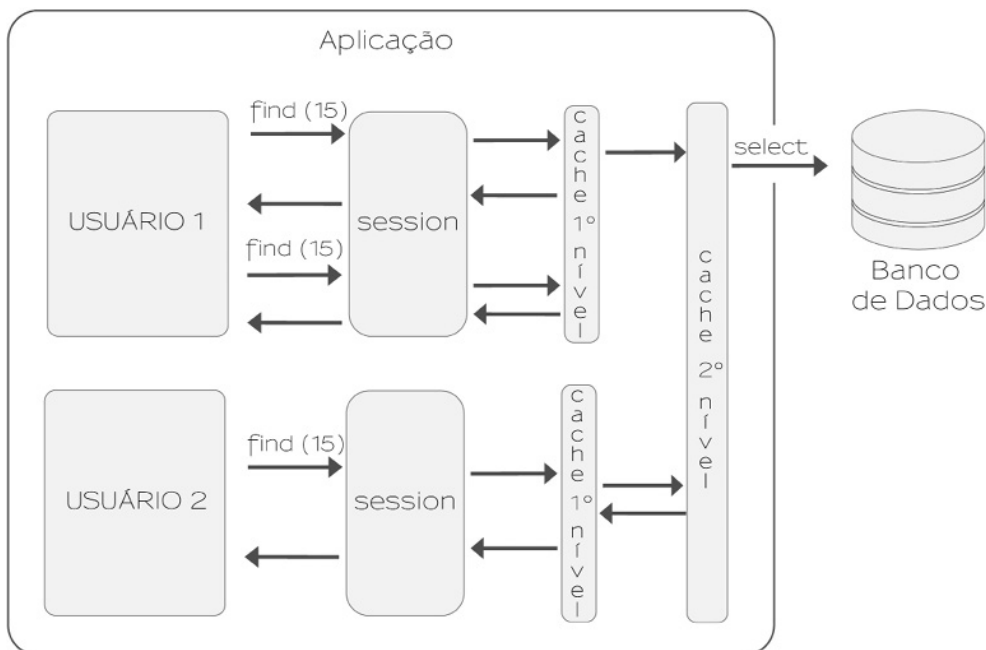 Aplicação
find (15)
USUÁRIO 1
session
cache 1º nível
select
find (15)
cache 2º nível
Banco
de Dados
find (15)
USUÁRIO 2
session
cache 1º nível